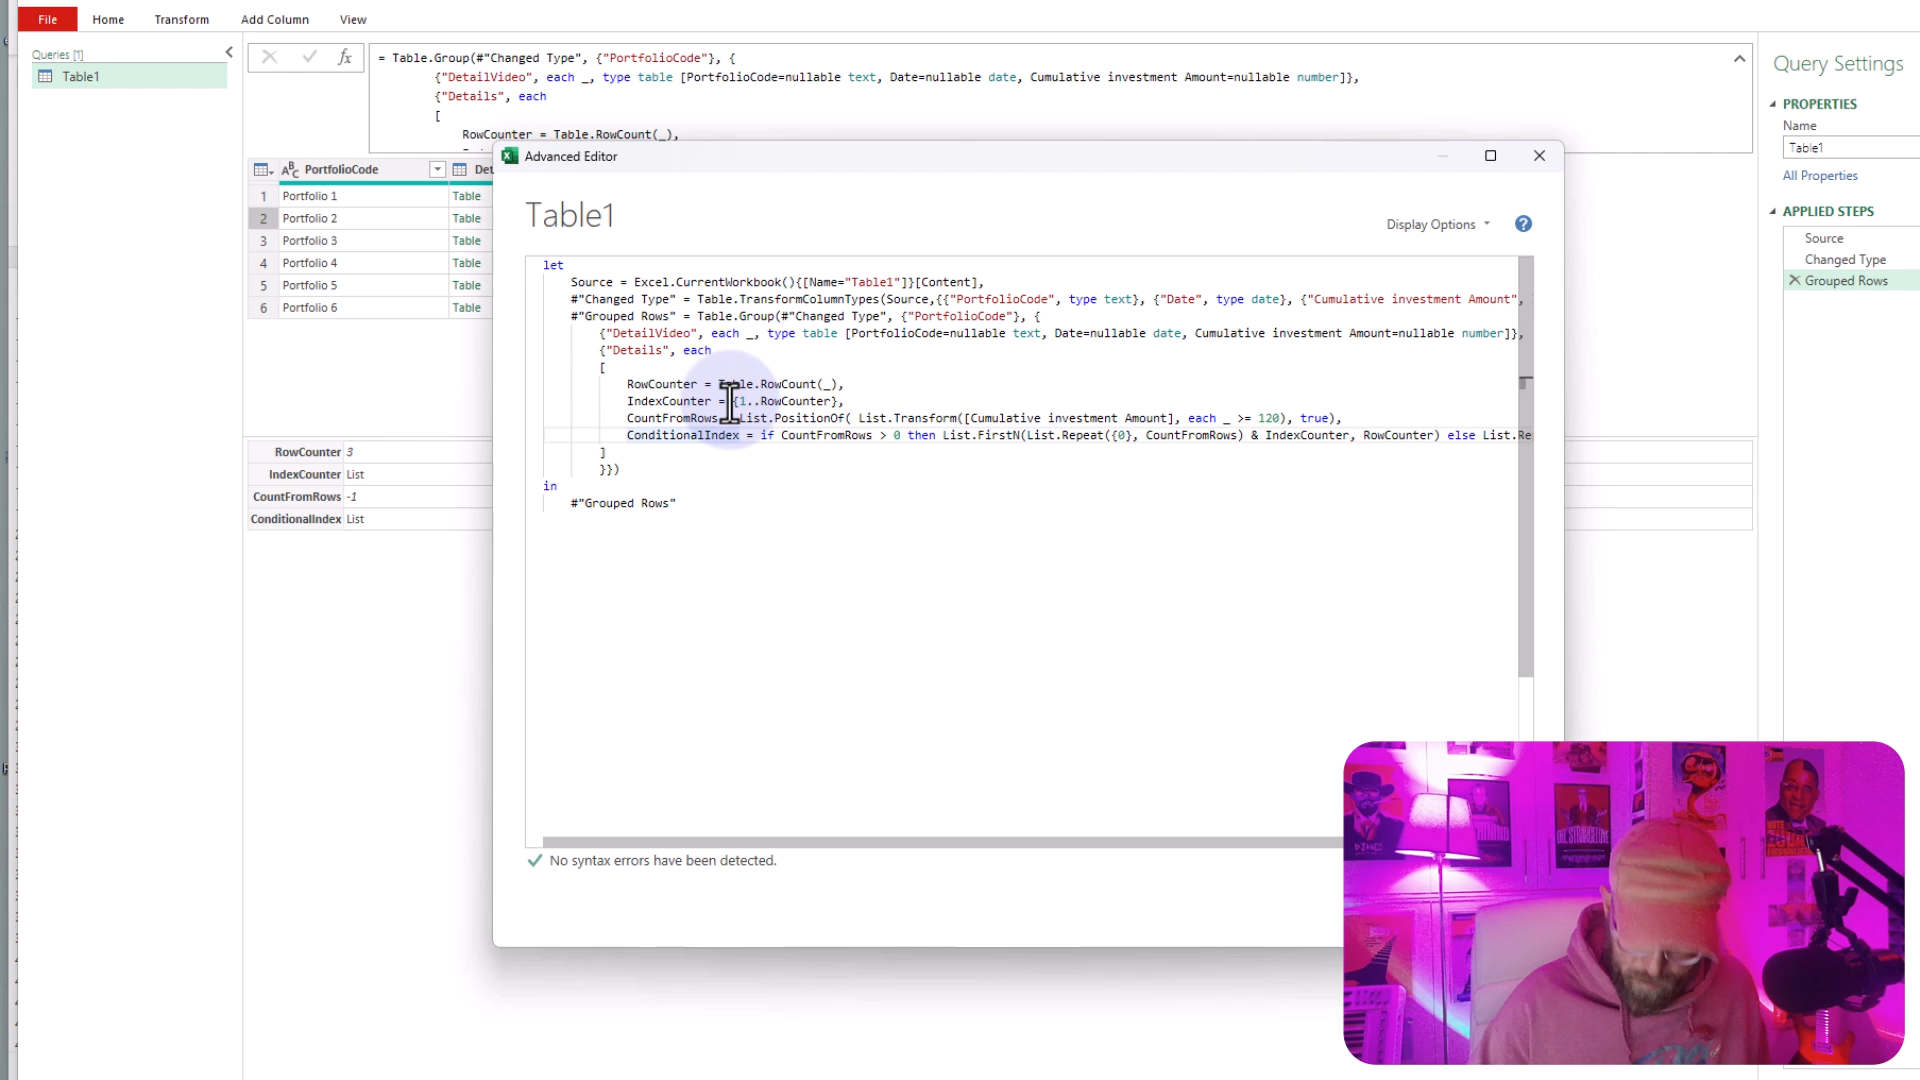 File Home Transform Add Column View
Queries [1]
Table1
fx
= Table.Group(#"Changed Type", {"PortfolioCode"}, {
{"DetailVideo", each _, type table [PortfolioCode=nullable text, Date=nullable date, Cumulative investment Amount=nullable number]},
{"Details", each
[
RowCounter = Table.RowCount(_),
PortfolioCode
1 Portfolio 1 Table
2 Portfolio 2 Table
3 Portfolio 3 Table
4 Portfolio 4 Table
5 Portfolio 5 Table
6 Portfolio 6 Table
RowCounter 3
IndexCounter List
CountFromRows -1
ConditionalIndex List
Advanced Editor
Table1
Display Options
let
Source = Excel.CurrentWorkbook(){[Name="Table1"]}[Content],
#"Changed Type" = Table.TransformColumnTypes(Source,{{"PortfolioCode", type text}, {"Date", type date}, {"Cumulative investment Amount",
#"Grouped Rows" = Table.Group(#"Changed Type", {"PortfolioCode"}, {
{"DetailVideo", each _, type table [PortfolioCode=nullable text, Date=nullable date, Cumulative investment Amount=nullable number]},
{"Details", each
[
RowCounter = Table.RowCount(_),
IndexCounter = {1..RowCounter},
CountFromRows List.PositionOf( List.Transform([Cumulative investment Amount], each _ >= 120), true),
ConditionalIndex = if CountFromRows > 0 then List.FirstN(List.Repeat({0}, CountFromRows) & IndexCounter, RowCounter) else List.Re
]
}})
in
#"Grouped Rows"
No syntax errors have been detected.
Query Settings
PROPERTIES
Name
Table1
All Properties
APPLIED STEPS
Source
Changed Type
Grouped Rows
DJANGO
VOTE